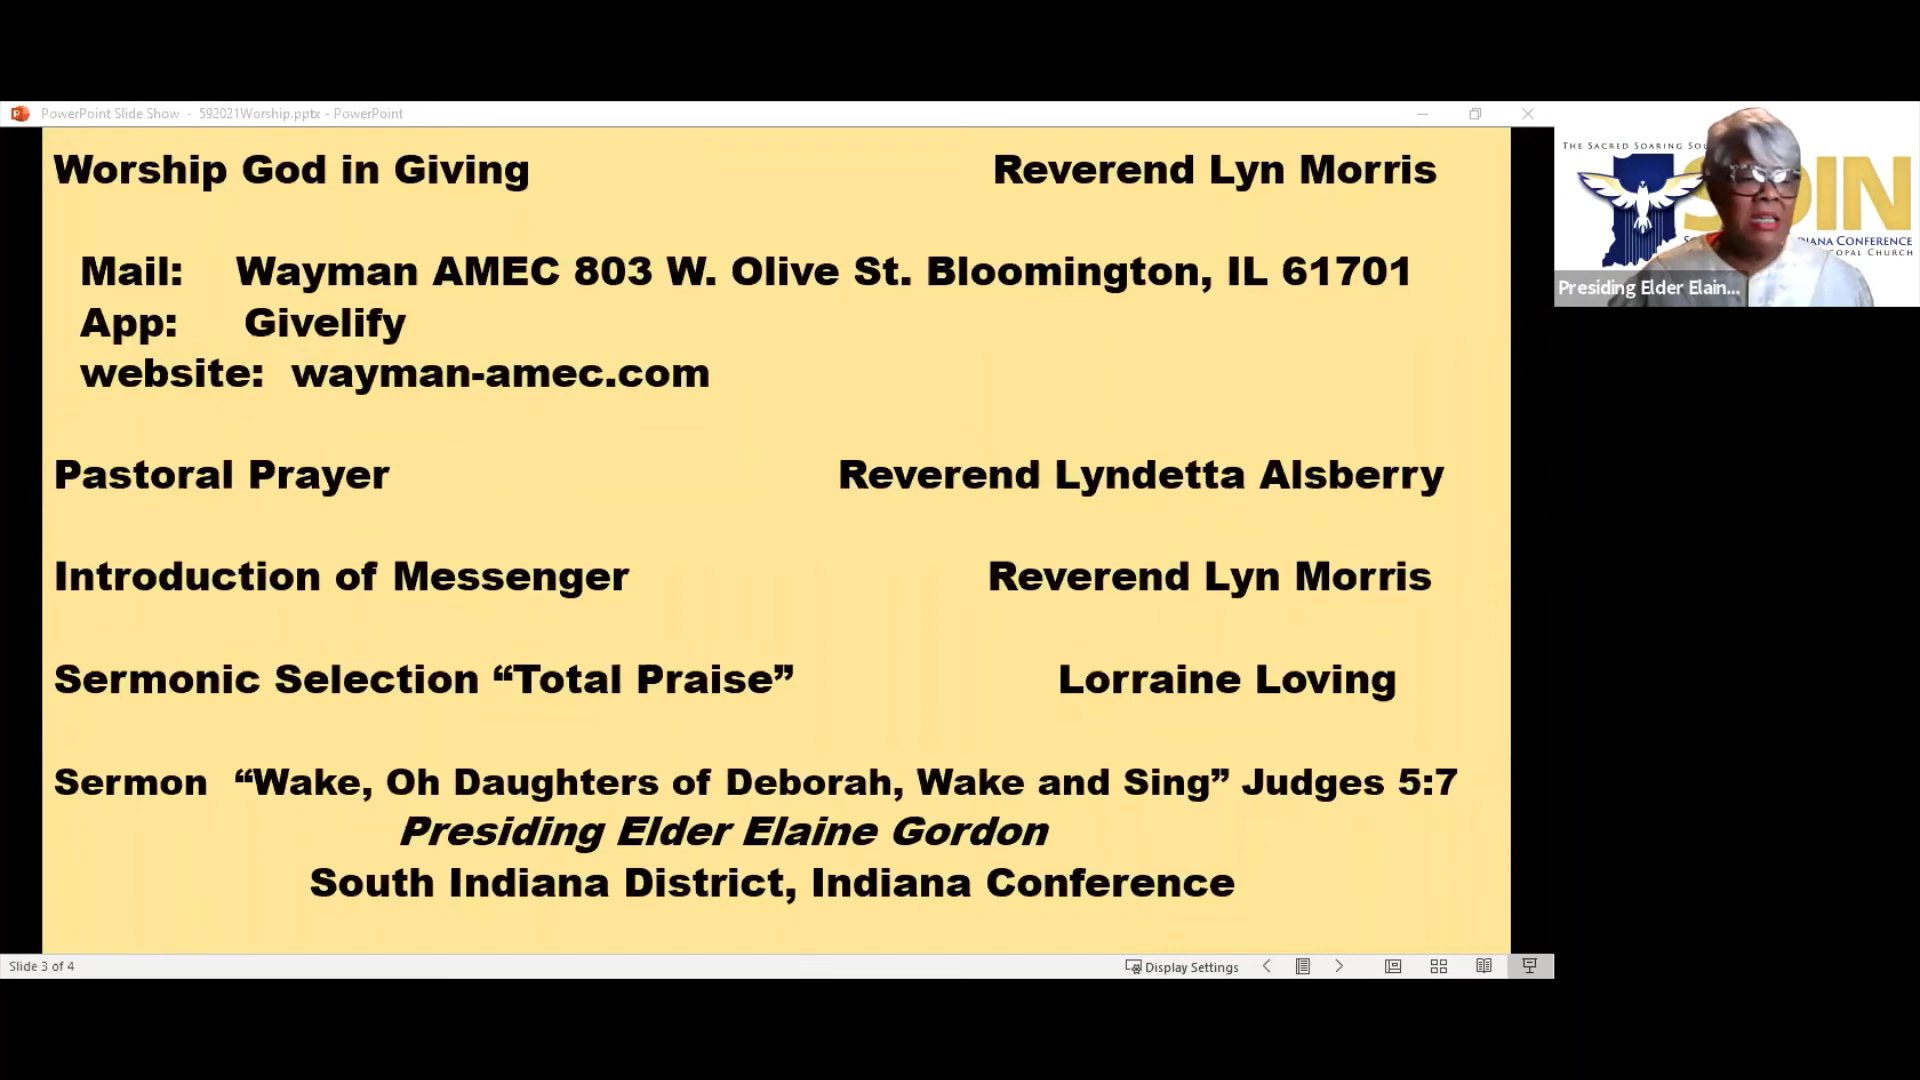 PowerPoint Slide Show - 592021Worship.pptx - PowerPoint
Worship God in Giving Reverend Lyn Morris
Mail: Wayman AMEC 803 W. Olive St. Bloomington, IL 61701
App: Givelify
website: wayman-amec.com
Pastoral Prayer Reverend Lyndetta Alsberry
Introduction of Messenger Reverend Lyn Morris
Sermonic Selection “Total Praise” Lorraine Loving
Sermon “Wake, Oh Daughters of Deborah, Wake and Sing” Judges 5:7
Presiding Elder Elaine Gordon
South Indiana District, Indiana Conference
Slide 3 of 4
Display Settings
THE SACRED SOARING
IN
CONFERENCE
CHURCH
Presiding Elder Elain...